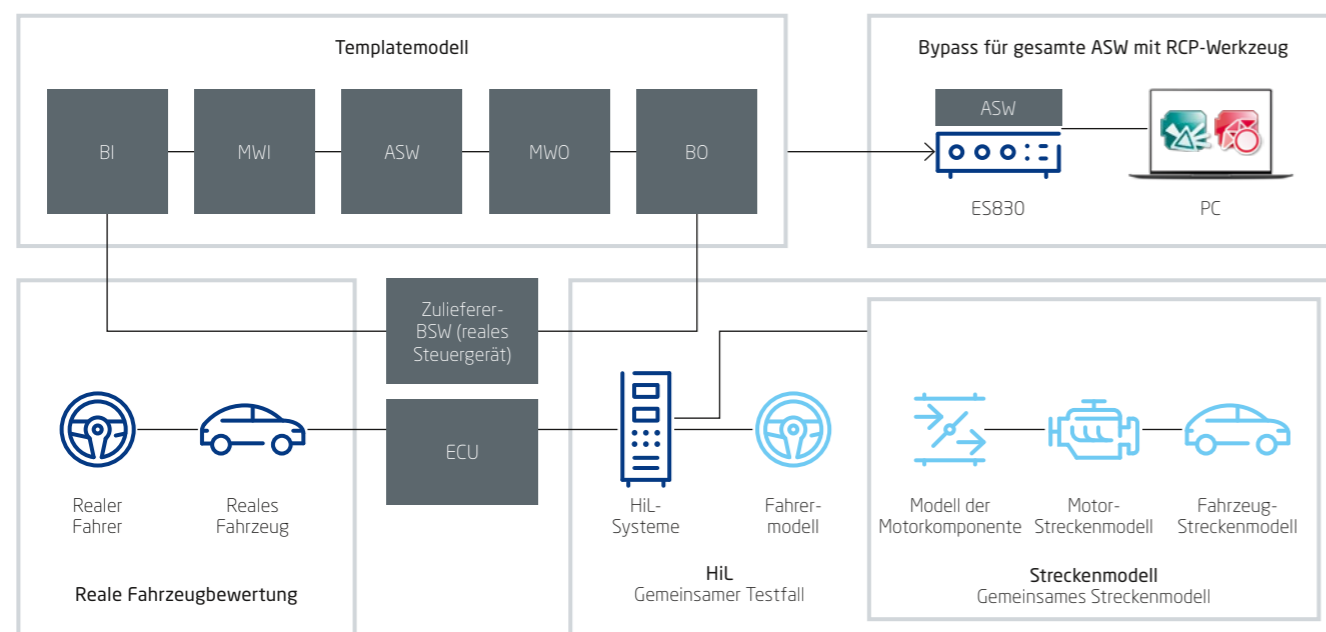 Templatemodell
BI
MWI
ASW
MWO
BO
Bypass für gesamte ASW mit RCP-Werkzeug
ASW
ES830
PC
Zulieferer-
BSW (reales
Steuergerät)
ECU
Realer
Fahrer
Reales
Fahrzeug
Reale Fahrzeugbewertung
HiL-
Systeme
Fahrer-
modell
HiL
Gemeinsamer Testfall
Modell der
Motorkomponente
Motor-
Streckenmodell
Fahrzeug-
Streckenmodell
Streckenmodell
Gemeinsames Streckenmodell